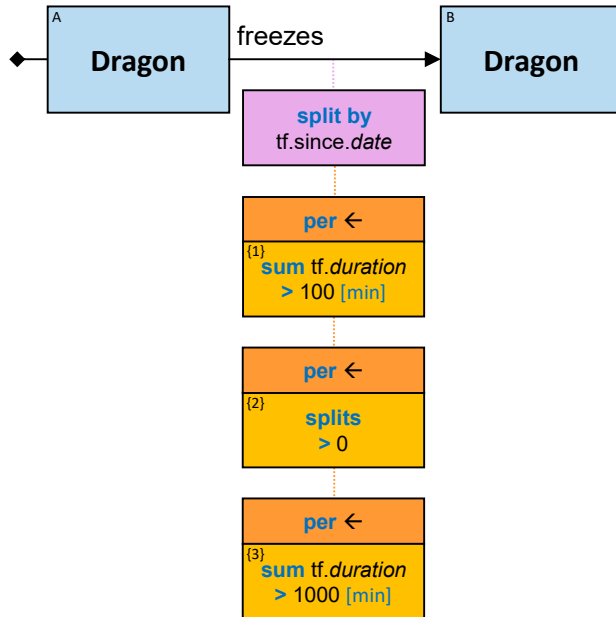 A
Dragon
freezes
B
Dragon
split by
tf.since.date
per ←
{1}
sum tf.duration
> 100 [min]
per ←
{2}
splits
> 0
per ←
{3}
sum tf.duration
> 1000 [min]